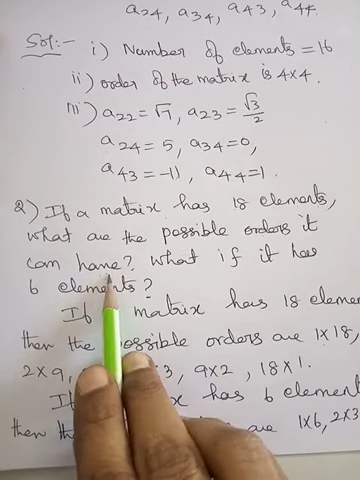 a24, a34, a43, a44.
Sol:- i) Number of elements = 16
ii) order of the matrix is 4×4.
iii) a22 = √7, a23 = √3/2
a24 = 5, a34 = 0,
a43 = -11, a44 = 1.
2) If a matrix has 18 elements,
what are the possible orders it
can have? What if it has
6 elements?
If matrix has 18 elemen
then the possible orders are 1×18,
2×9, 3, 9×2, 18×1.
If has 6 element
then are 1×6, 2×3